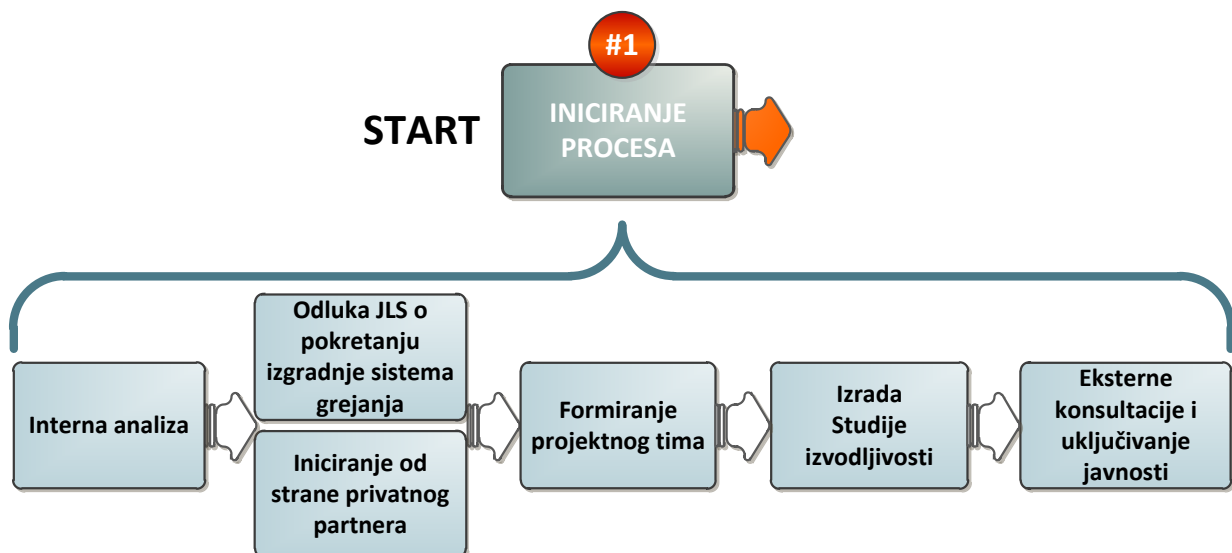 #1
START
INICIRANJE
PROCESA
Interna analiza
Odluka JLS o
pokretanju
izgradnje sistema
grejanja
Iniciranje od
strane privatnog
partnera
Formiranje
projektnog tima
Izrada
Studije
izvodljivosti
Eksterne
konsultacije i
uključivanje
javnosti